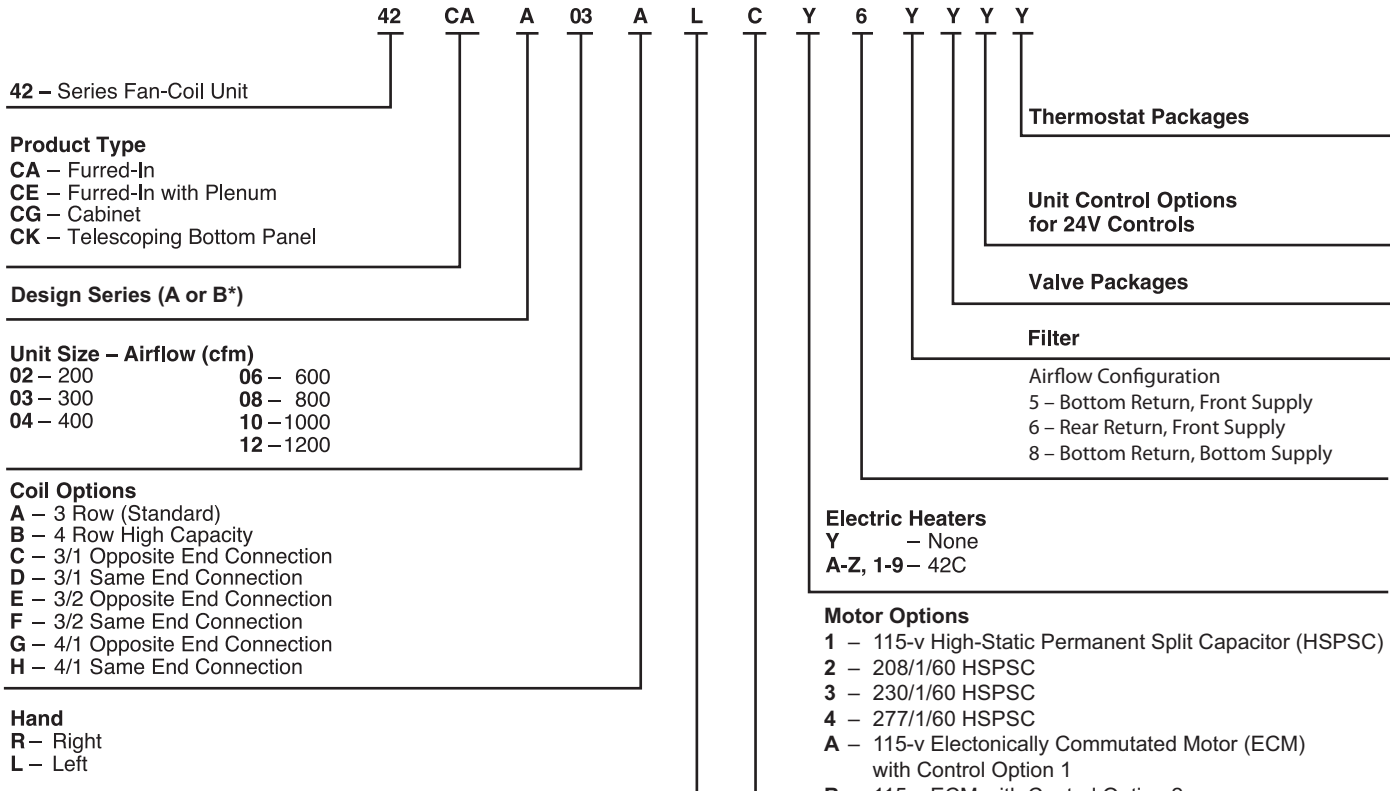 42 CA A 03 A L C Y 6 Y Y Y Y
42 – Series Fan-Coil Unit
Product Type
CA – Furred-In
CE – Furred-In with Plenum
CG – Cabinet
CK – Telescoping Bottom Panel
Design Series (A or B*)
Unit Size – Airflow (cfm)
02 – 200 06 – 600
03 – 300 08 – 800
04 – 400 10 –1000
12 –1200
Coil Options
A – 3 Row (Standard)
B – 4 Row High Capacity
C – 3/1 Opposite End Connection
D – 3/1 Same End Connection
E – 3/2 Opposite End Connection
F – 3/2 Same End Connection
G – 4/1 Opposite End Connection
H – 4/1 Same End Connection
Hand
R – Right
L – Left
Thermostat Packages
Unit Control Options
for 24V Controls
Valve Packages
Filter
Airflow Configuration
5 – Bottom Return, Front Supply
6 – Rear Return, Front Supply
8 – Bottom Return, Bottom Supply
Electric Heaters
Y – None
A-Z, 1-9 – 42C
Motor Options
1 – 115-v High-Static Permanent Split Capacitor (HSPSC)
2 – 208/1/60 HSPSC
3 – 230/1/60 HSPSC
4 – 277/1/60 HSPSC
A – 115-v Electonically Commutated Motor (ECM)
with Control Option 1